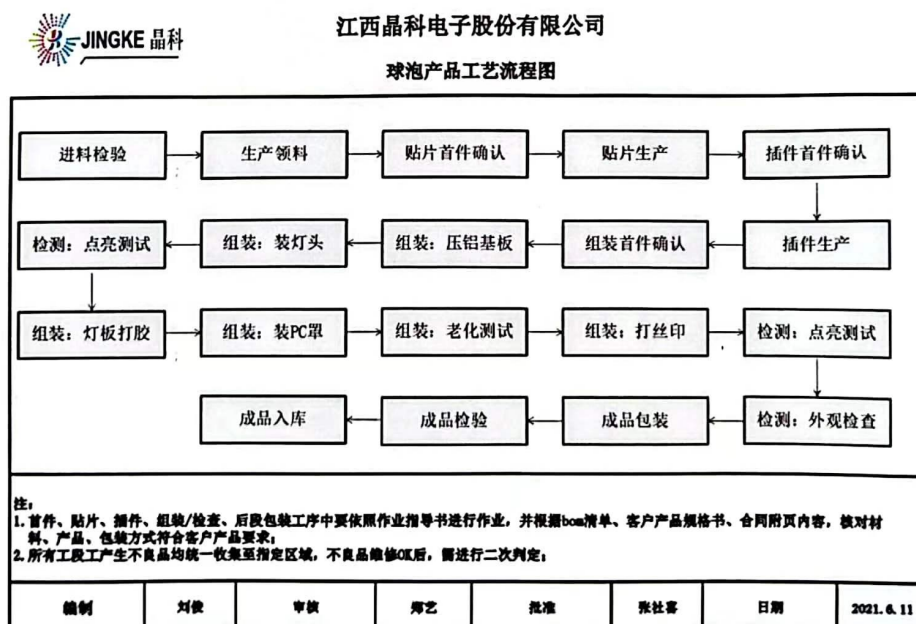 JINGKE 晶科
江西晶科电子股份有限公司
球泡产品工艺流程图
进料检验
生产领料
贴片首件确认
贴片生产
插件首件确认
检测：点亮测试
组装：装灯头
组装：压铝基板
组装首件确认
插件生产
组装：灯板打胶
组装：装PC罩
组装：老化测试
组装：打丝印
检测：点亮测试
成品入库
成品检验
成品包装
检测：外观检查
注：
1. 首件、贴片、插件、组装/检查、后段包装工序中要依照作业指导书进行作业，并根据bom清单、客户产品规格书、合同附页内容，核对材
料、产品、包装方式符合客户产品要求；
2. 所有工段工产生不良品均统一收集至指定区域，不良品维修OK后，需进行二次判定；
编制 刘俊 审核 郑艺 批准 张社喜 日期 2021.6.11